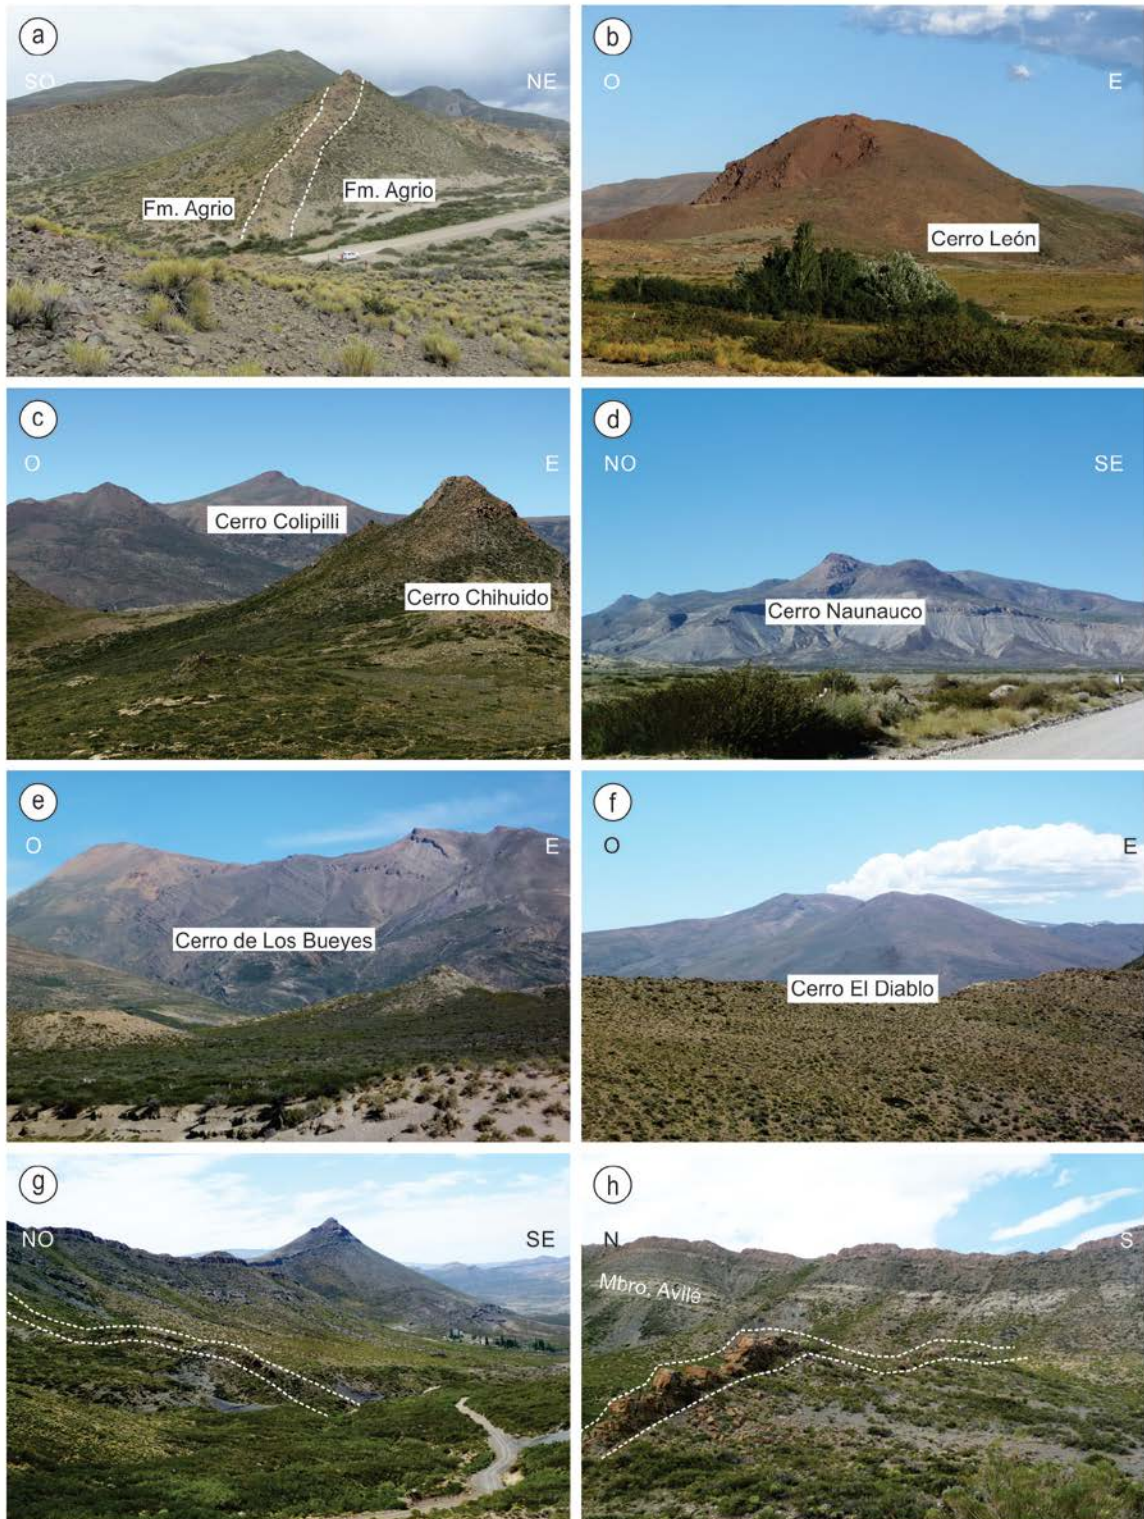 a
SO
NE
Fm. Agrio
Fm. Agrio
b
O
E
Cerro León
c
O
E
Cerro Colipilli
Cerro Chihuido
d
NO
SE
Cerro Naunauco
e
O
E
Cerro de Los Bueyes
f
O
E
Cerro El Diablo
g
NO
SE
h
N
S
Mbro. Avilé